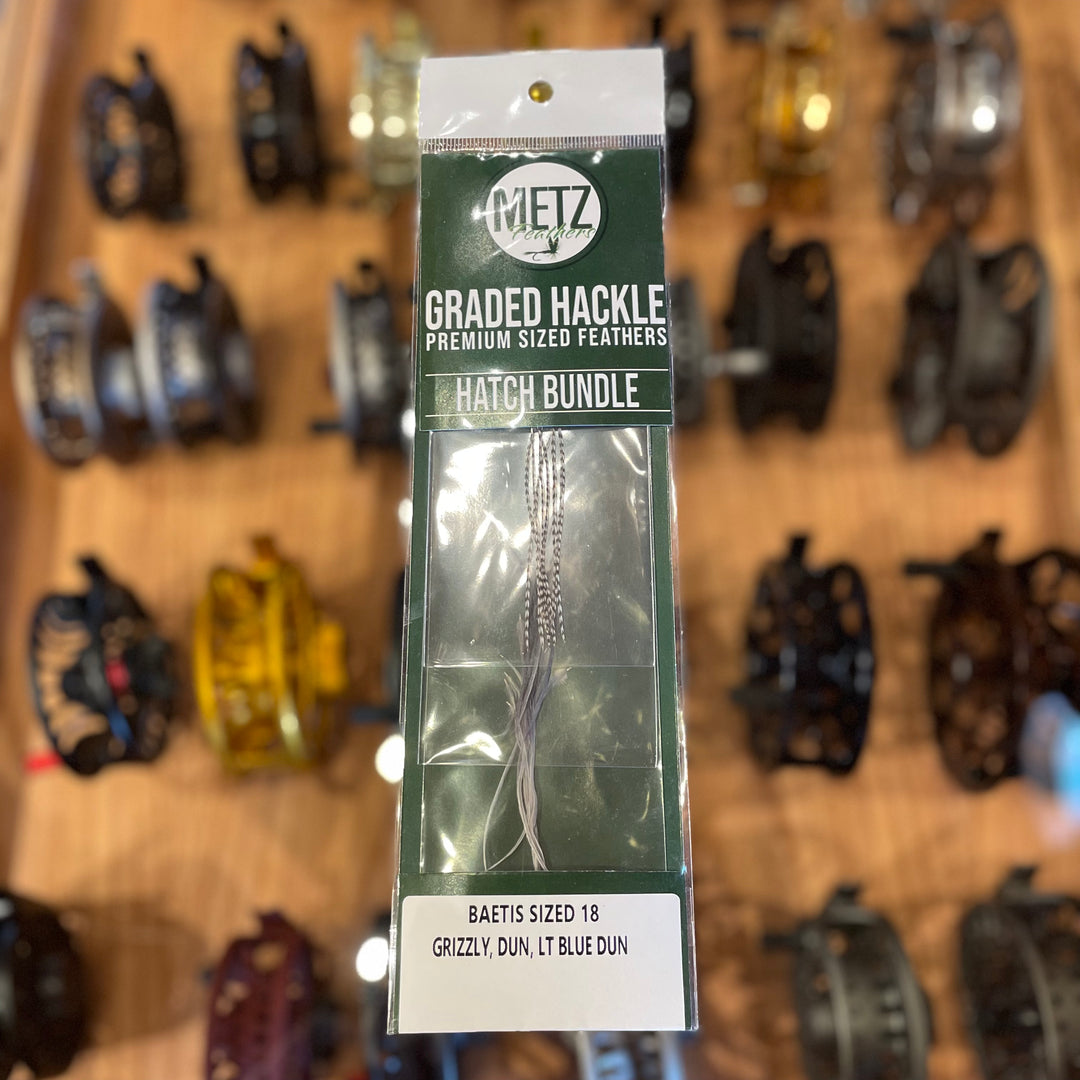 METZ
Feathers
GRADED HACKLE
PREMIUM SIZED FEATHERS
HATCH BUNDLE
BAETIS SIZED 18
GRIZZLY, DUN, LT BLUE DUN